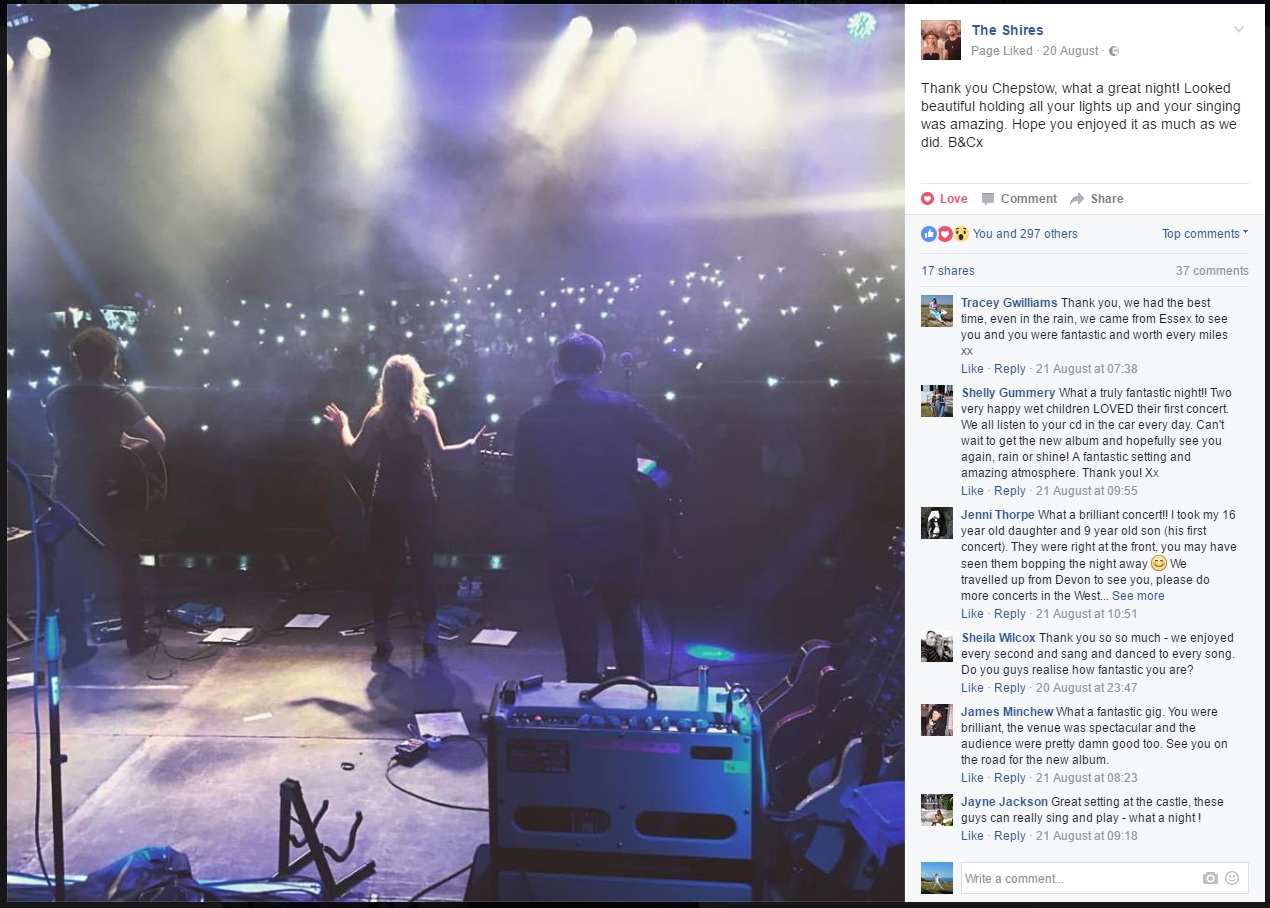 The Shires
Page Liked · 20 August ·
Thank you Chepstow, what a great night! Looked
beautiful holding all your lights up and your singing
was amazing. Hope you enjoyed it as much as we
did. B&Cx
Love Comment Share
You and 297 others Top comments
17 shares 37 comments
Tracey Gwilliams Thank you, we had the best
time, even in the rain, we came from Essex to see
you and you were fantastic and worth every miles
xx
Like · Reply · 21 August at 07:38
Shelly Gummery What a truly fantastic night!! Two
very happy wet children LOVED their first concert.
We all listen to your cd in the car every day. Can't
wait to get the new album and hopefully see you
again, rain or shine! A fantastic setting and
amazing atmosphere. Thank you! Xx
Like · Reply · 21 August at 09:55
Jenni Thorpe What a brilliant concert!! I took my 16
year old daughter and 9 year old son (his first
concert). They were right at the front, you may have
seen them bopping the night away 😊 We
travelled up from Devon to see you, please do
more concerts in the West... See more
Like · Reply · 21 August at 10:51
Sheila Wilcox Thank you so so much - we enjoyed
every second and sang and danced to every song.
Do you guys realise how fantastic you are?
Like · Reply · 20 August at 23:47
James Minchew What a fantastic gig. You were
brilliant, the venue was spectacular and the
audience were pretty damn good too. See you on
the road for the new album.
Like · Reply · 21 August at 08:23
Jayne Jackson Great setting at the castle, these
guys can really sing and play - what a night !
Like · Reply · 21 August at 09:18
Write a comment...